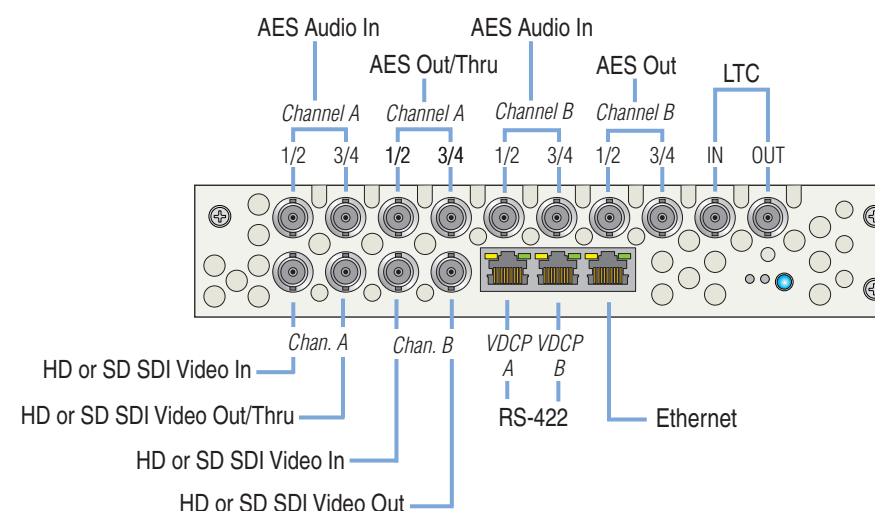 AES Audio In AES Audio In
AES Out/Thru AES Out LTC
Channel A Channel A Channel B Channel B
1/2 3/4 1/2 3/4 1/2 3/4 1/2 3/4 IN OUT
Chan. A Chan. B VDCP VDCP
A B
HD or SD SDI Video In
HD or SD SDI Video Out/Thru RS-422 Ethernet
HD or SD SDI Video In
HD or SD SDI Video Out